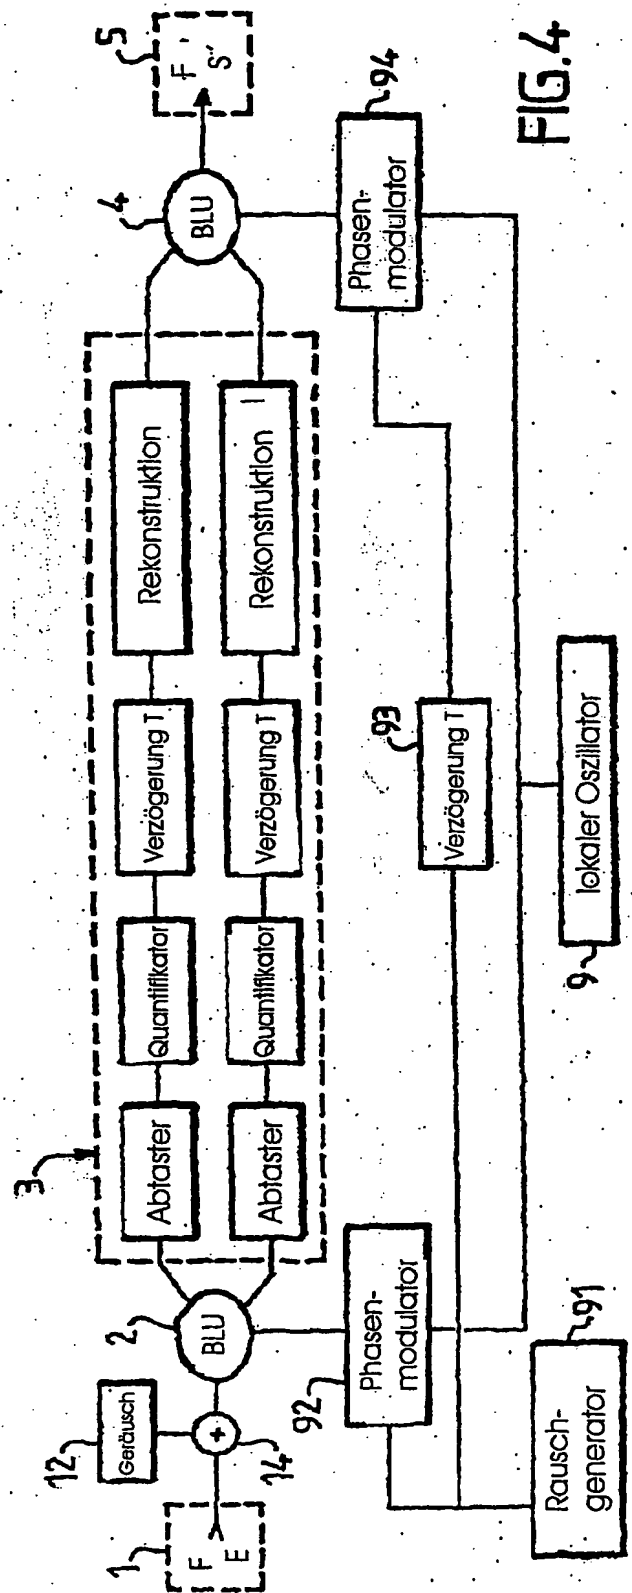 1
F
E
12
Geräusch
+
14
2
BLU
3
Abtaster
Quantifikator
Verzögerung T
Rekonstruktion
Abtaster
Quantifikator
Verzögerung T
Rekonstruktion
4
BLU
5
F'
S'
92
Phasen-
modulator
93
Verzögerung T
Phasen-
modulator
94
Rausch-
generator
91
9
lokaler Oszillator
FIG.4